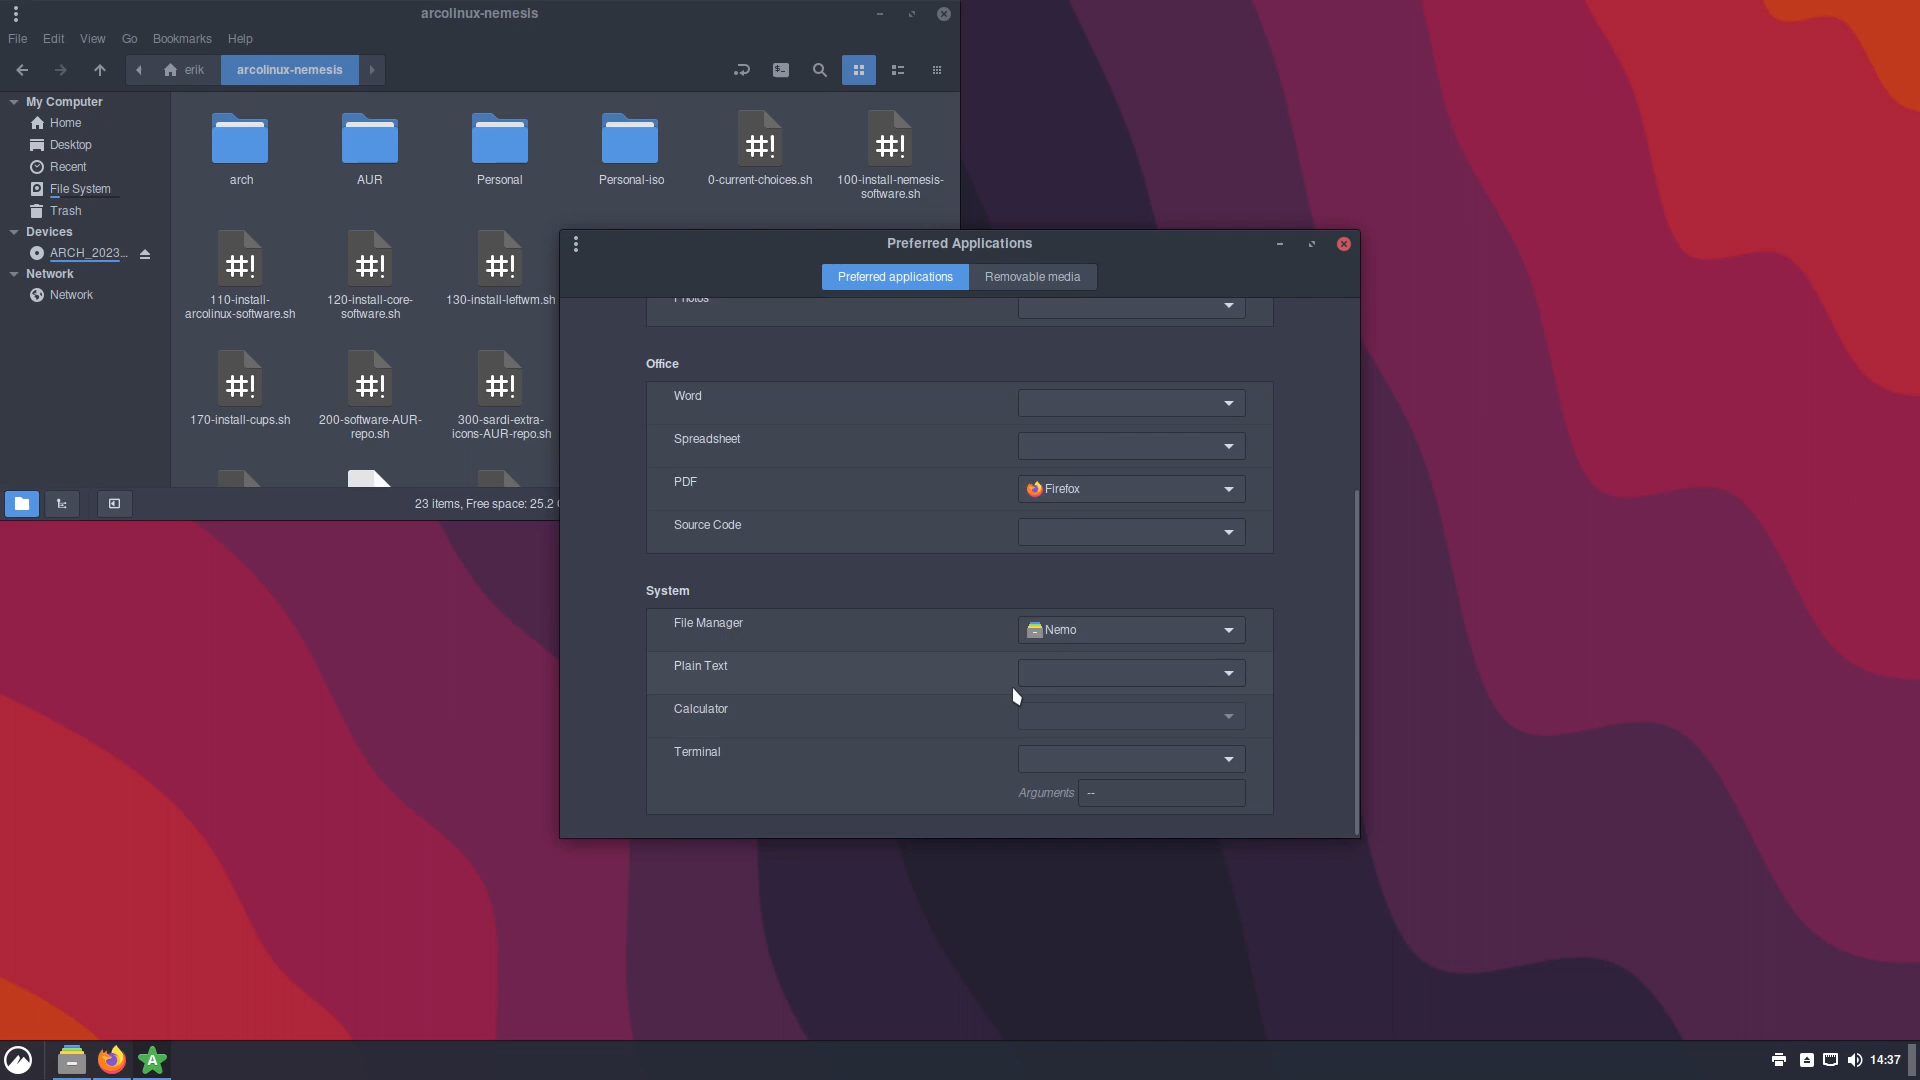 arcolinux-nemesis
File Edit View Go Bookmarks Help
erik arcolinux-nemesis
My Computer
Home
Desktop
Recent
File System
Trash
Devices
ARCH_2023...
Network
Network
arch AUR Personal Personal-iso 0-current-choices.sh 100-install-nemesis-
software.sh
110-install-
arcolinux-software.sh
120-install-core-
software.sh
130-install-leftwm.sh
170-install-cups.sh
200-software-AUR-
repo.sh
300-sardi-extra-
icons-AUR-repo.sh
23 items, Free space: 25.2
Preferred Applications
Preferred applications Removable media
Photos
Office
Word
Spreadsheet
PDF Firefox
Source Code
System
File Manager Nemo
Plain Text
Calculator
Terminal
Arguments --
14:37